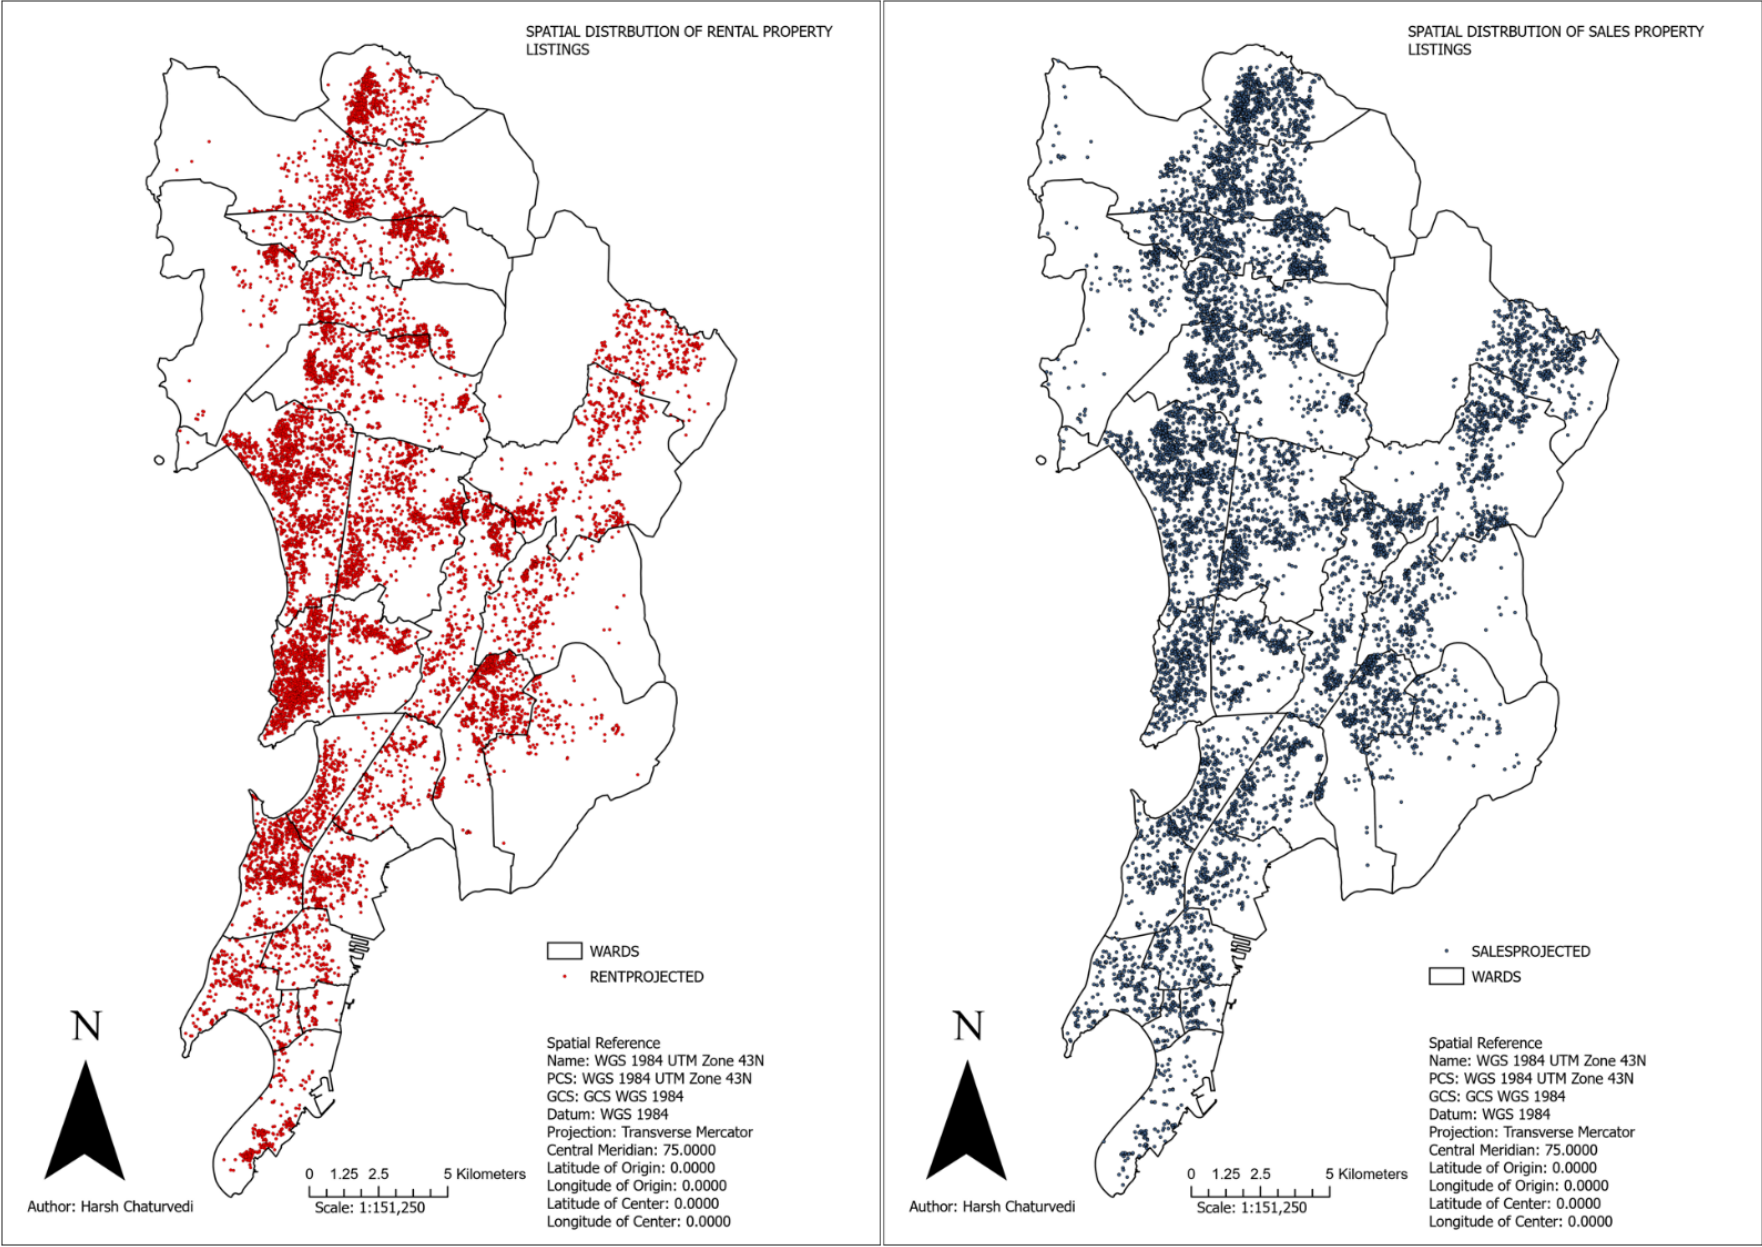 SPATIAL DISTRBUTION OF RENTAL PROPERTY
LISTINGS
WARDS
RENTPROJECTED
N
Spatial Reference
Name: WGS 1984 UTM Zone 43N
PCS: WGS 1984 UTM Zone 43N
GCS: GCS WGS 1984
Datum: WGS 1984
Projection: Transverse Mercator
Central Meridian: 75.0000
Latitude of Origin: 0.0000
Longitude of Origin: 0.0000
Latitude of Center: 0.0000
Longitude of Center: 0.0000
0 1.25 2.5 5 Kilometers
Scale: 1:151,250
Author: Harsh Chaturvedi
SPATIAL DISTRBUTION OF SALES PROPERTY
LISTINGS
SALESPROJECTED
WARDS
N
Spatial Reference
Name: WGS 1984 UTM Zone 43N
PCS: WGS 1984 UTM Zone 43N
GCS: GCS WGS 1984
Datum: WGS 1984
Projection: Transverse Mercator
Central Meridian: 75.0000
Latitude of Origin: 0.0000
Longitude of Origin: 0.0000
Latitude of Center: 0.0000
Longitude of Center: 0.0000
0 1.25 2.5 5 Kilometers
Scale: 1:151,250
Author: Harsh Chaturvedi